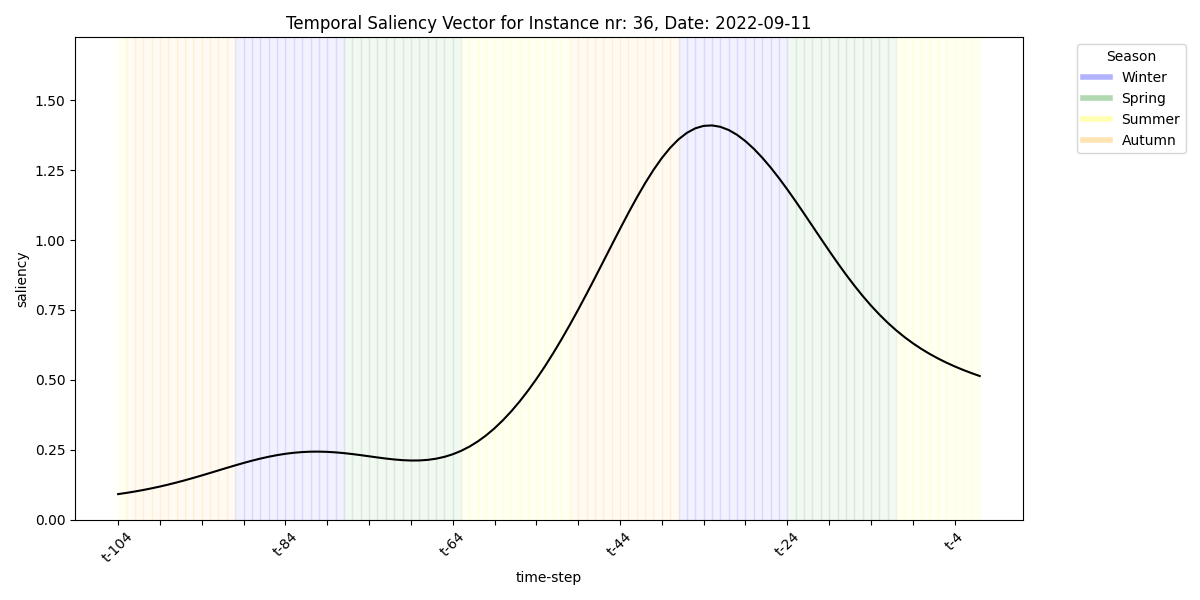 Temporal Saliency Vector for Instance nr: 36, Date: 2022-09-11
Season
Winter
Spring
Summer
Autumn
saliency
1.50
1.25
1.00
0.75
0.50
0.25
0.00
t-104 t-84 t-64 t-44 t-24 t-4
time-step